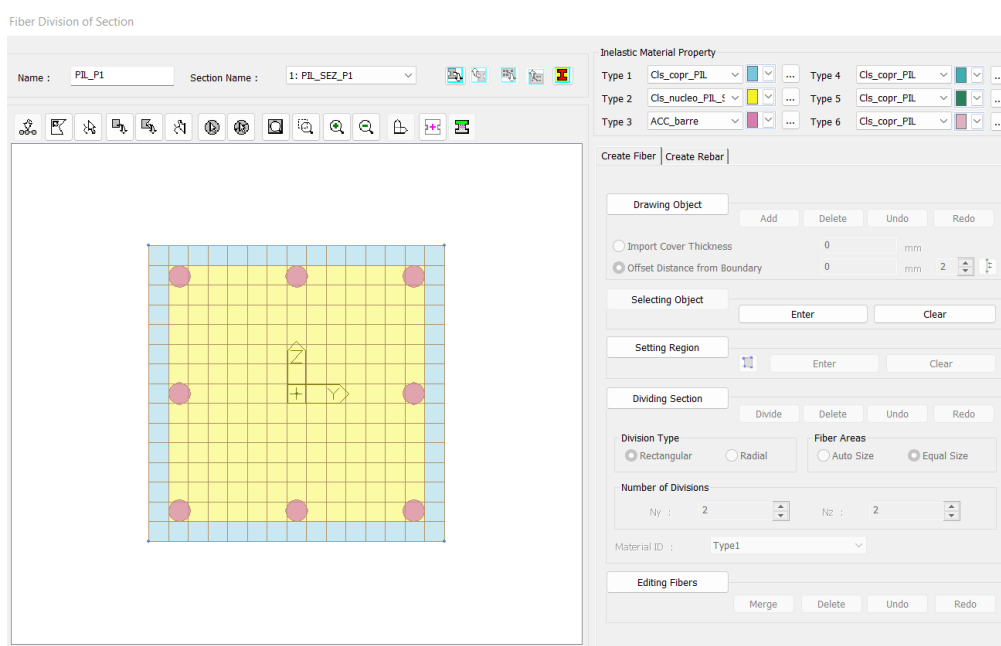 Fiber Division of Section
Name : PIL_P1 Section Name : 1: PIL_SEZ_P1
Inelastic Material Property
Type 1 Cls_copr_PIL ... Type 4 Cls_copr_PIL ...
Type 2 Cls_nucleo_PIL_S ... Type 5 Cls_copr_PIL ...
Type 3 ACC_barre ... Type 6 Cls_copr_PIL ...
Create Fiber Create Rebar
Drawing Object
Add Delete Undo Redo
Import Cover Thickness 0 mm
Offset Distance from Boundary 0 mm 2
Selecting Object
Enter Clear
Setting Region
Enter Clear
Dividing Section
Divide Delete Undo Redo
Division Type Fiber Areas
Rectangular Radial Auto Size Equal Size
Number of Divisions
Ny : 2 Nz : 2
Material ID : Type1
Editing Fibers
Merge Delete Undo Redo
Z
Y